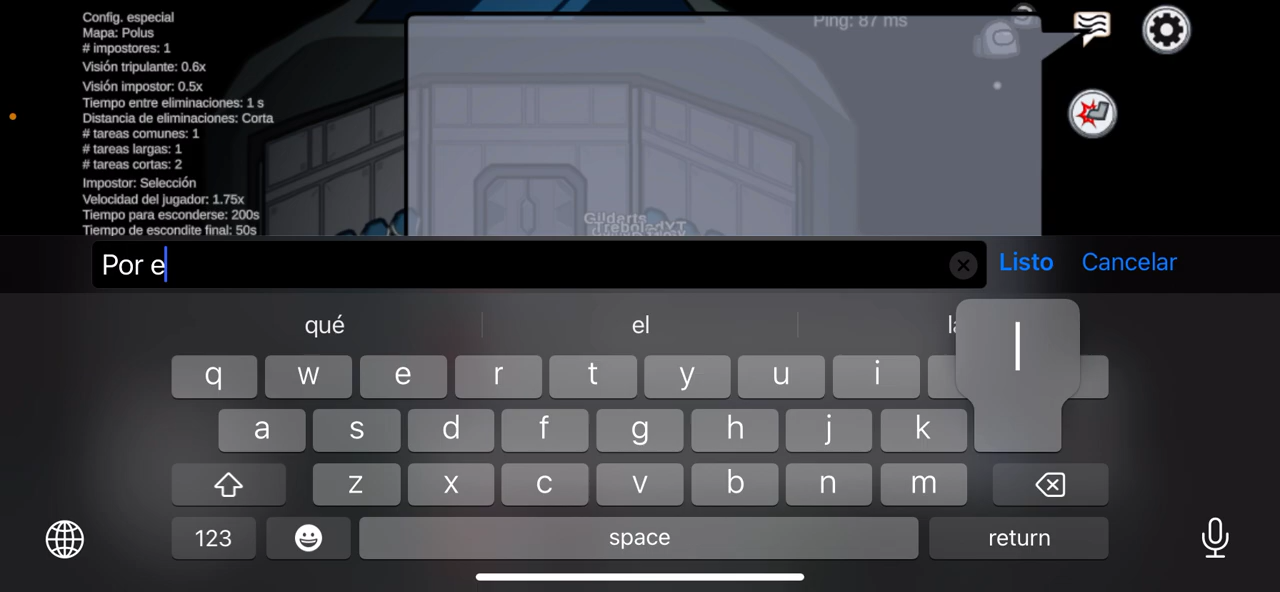 Config. especial
Mapa: Polus
# impostores: 1
Visión tripulante: 0.6x
Visión impostor: 0.5x
Tiempo entre eliminaciones: 1 s
Distancia de eliminaciones: Corta
# tareas comunes: 1
# tareas largas: 1
# tareas cortas: 2
Impostor: Selección
Velocidad del jugador: 1.75x
Tiempo para esconderse: 200s
Tiempo de escondite final: 50s
Ping: 87 ms
Gildarts
TreboledYT
Por e
Listo Cancelar
qué el
q w e r t y u i
a s d f g h j k l
z x c v b n m
123 space return